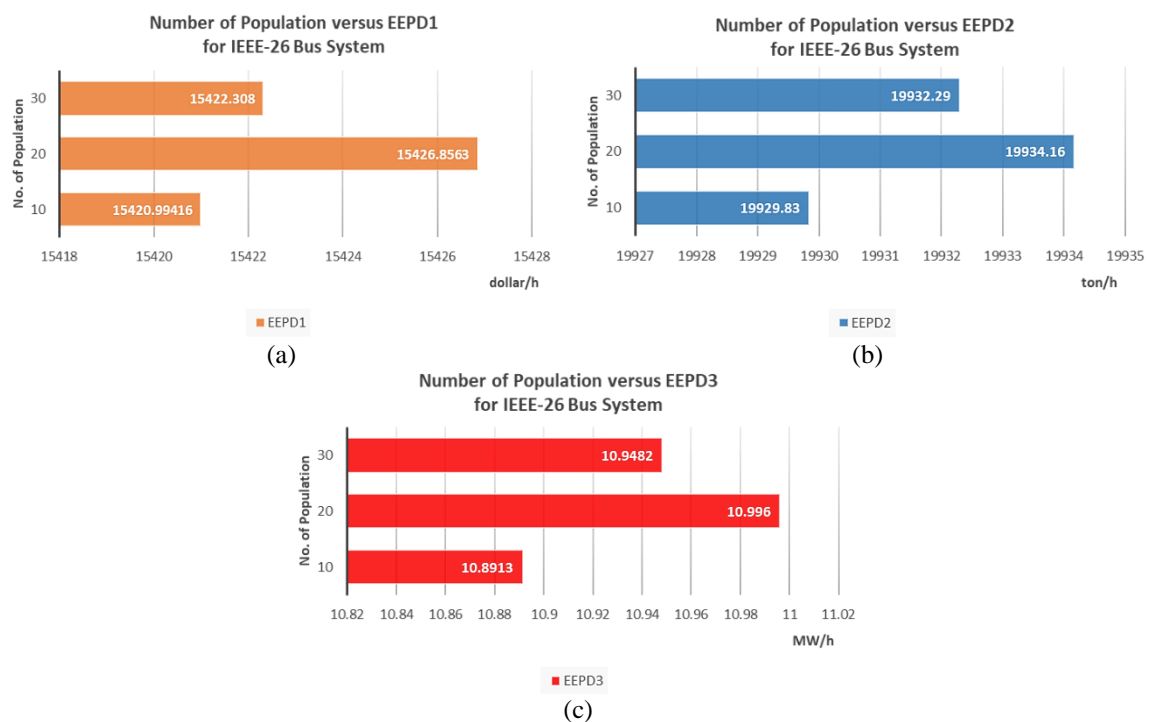 Number of Population versus EEPD1
for IEEE-26 Bus System
No. of Population
30
15422.308
20
15426.8563
10
15420.99416
15418 15420 15422 15424 15426 15428
dollar/h
EEPD1
(a)
Number of Population versus EEPD2
for IEEE-26 Bus System
No. of Population
30
19932.29
20
19934.16
10
19929.83
19927 19928 19929 19930 19931 19932 19933 19934 19935
ton/h
EEPD2
(b)
Number of Population versus EEPD3
for IEEE-26 Bus System
No. of Population
30
10.9482
20
10.996
10
10.8913
10.82 10.84 10.86 10.88 10.9 10.92 10.94 10.96 10.98 11 11.02
MW/h
EEPD3
(c)